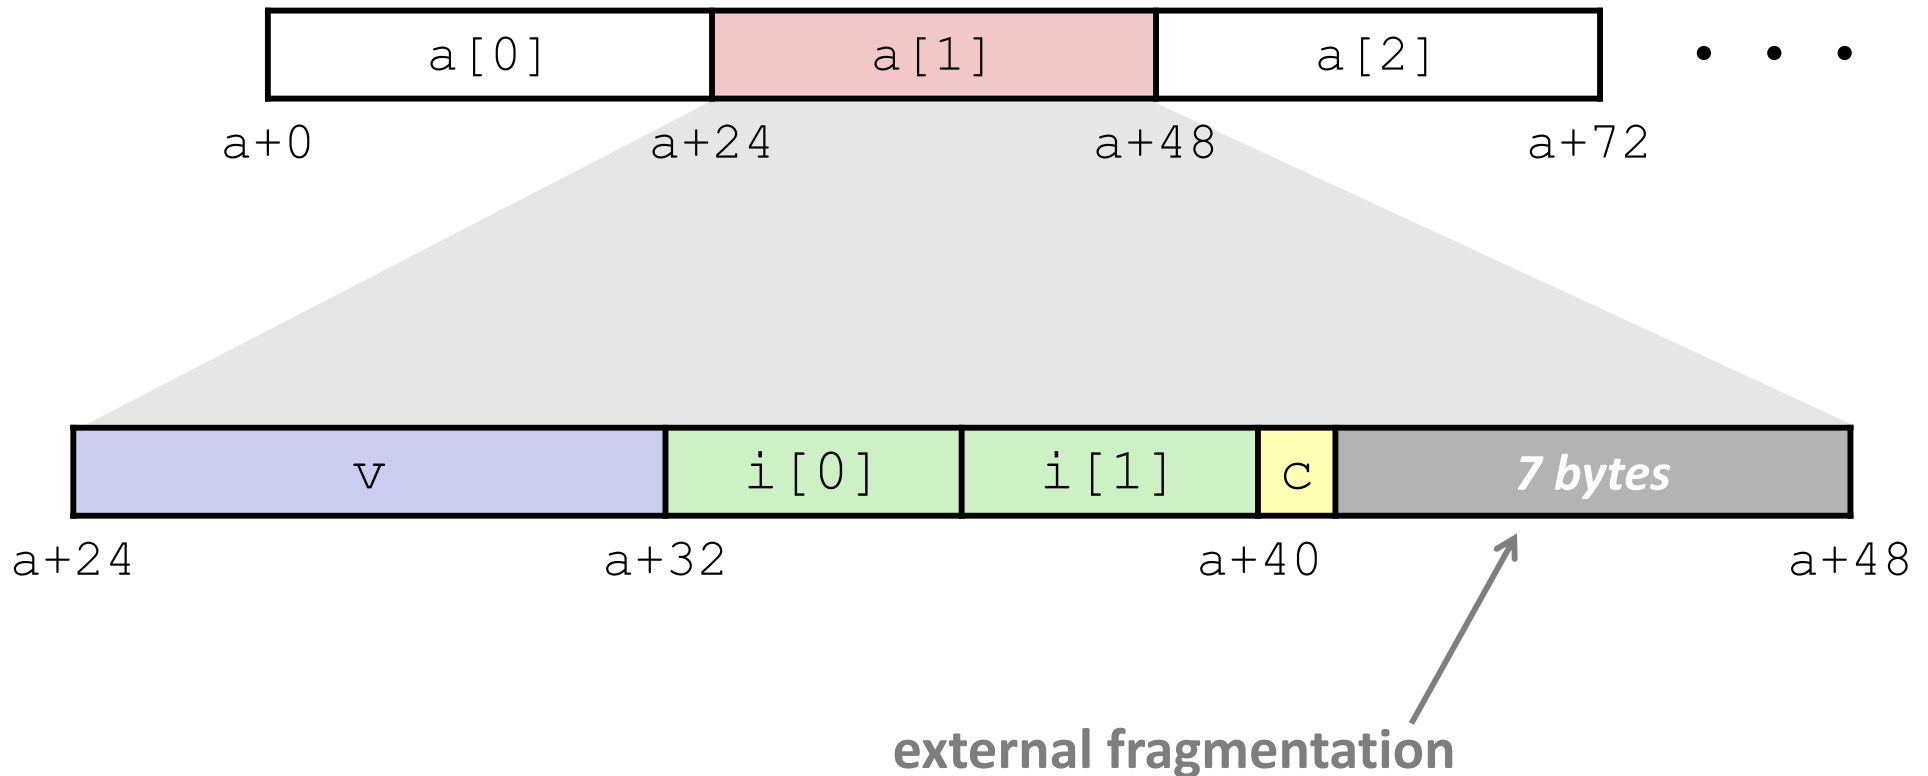 a[0] a[1] a[2] • • •
a+0 a+24 a+48 a+72
v i[0] i[1] c 7 bytes
a+24 a+32 a+40 a+48
external fragmentation